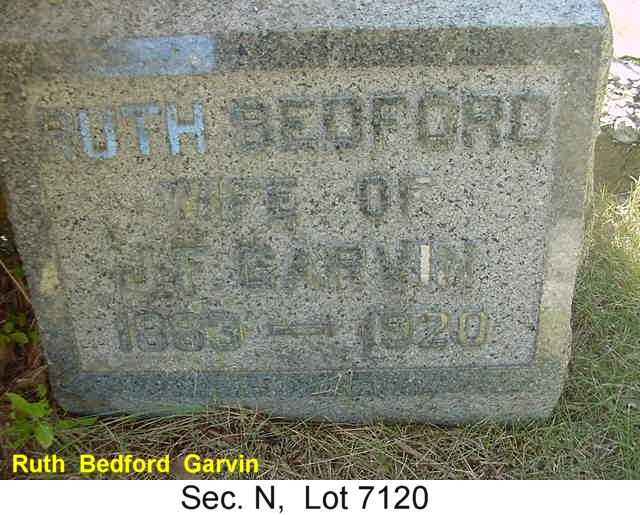 RUTH BEDFORD
WIFE OF
J.F. GARVIN
1883 — 1920
Ruth Bedford Garvin
Sec. N, Lot 7120